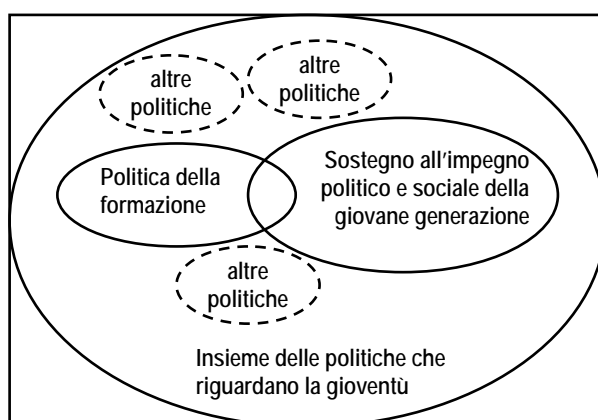 altre
politiche
altre
politiche
Politica della
formazione
Sostegno all'impegno
politico e sociale della
giovane generazione
altre
politiche
Insieme delle politiche che
riguardano la gioventù